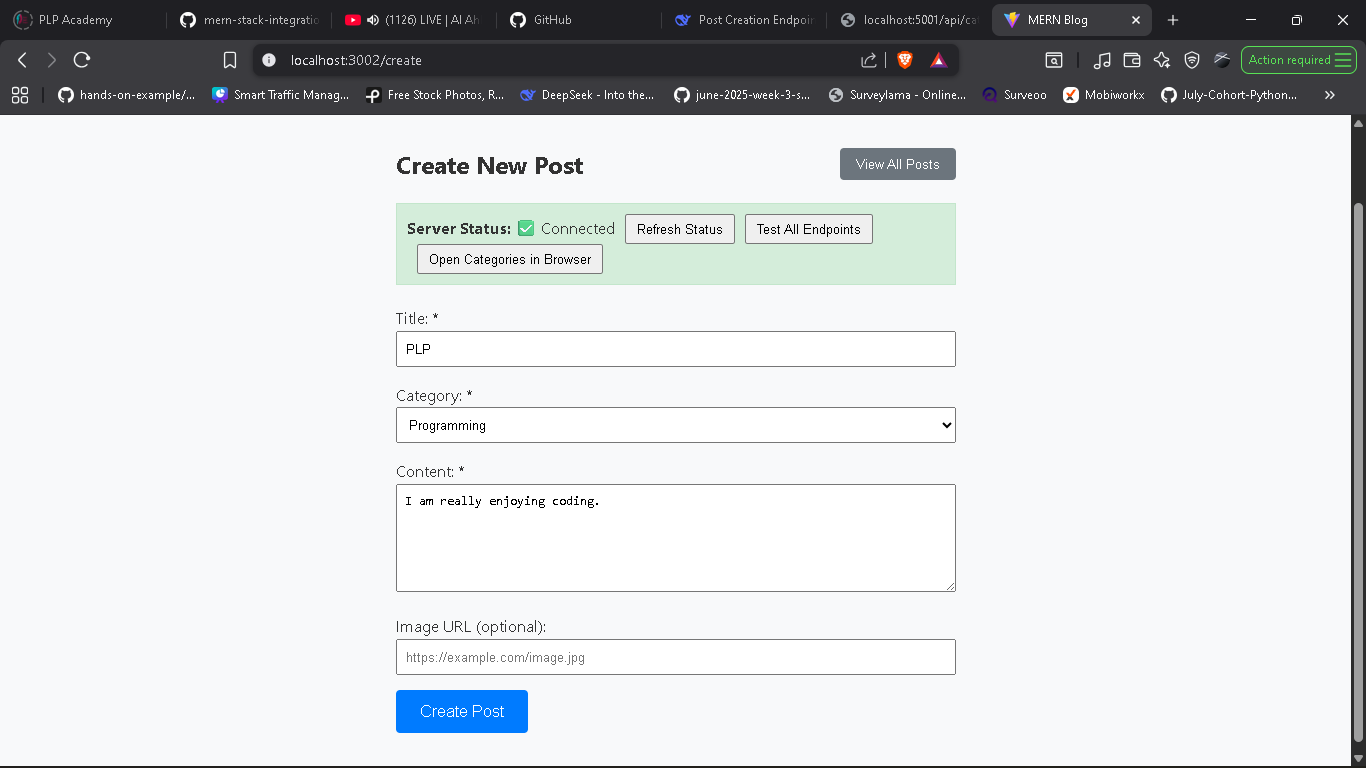 PLP Academy
mern-stack-integratio
(1126) LIVE | AI Ah
GitHub
Post Creation Endpoin
localhost:5001/api/ca
MERN Blog
localhost:3002/create
Action required
hands-on-example/...
Smart Traffic Manag...
Free Stock Photos, R...
DeepSeek - Into the...
june-2025-week-3-s...
Surveylama - Online...
Surveoo
Mobiworkx
July-Cohort-Python...
Create New Post
View All Posts
Server Status: ✅ Connected
Refresh Status
Test All Endpoints
Open Categories in Browser
Title: *
PLP
Category: *
Programming
Content: *
I am really enjoying coding.
Image URL (optional):
https://example.com/image.jpg
Create Post